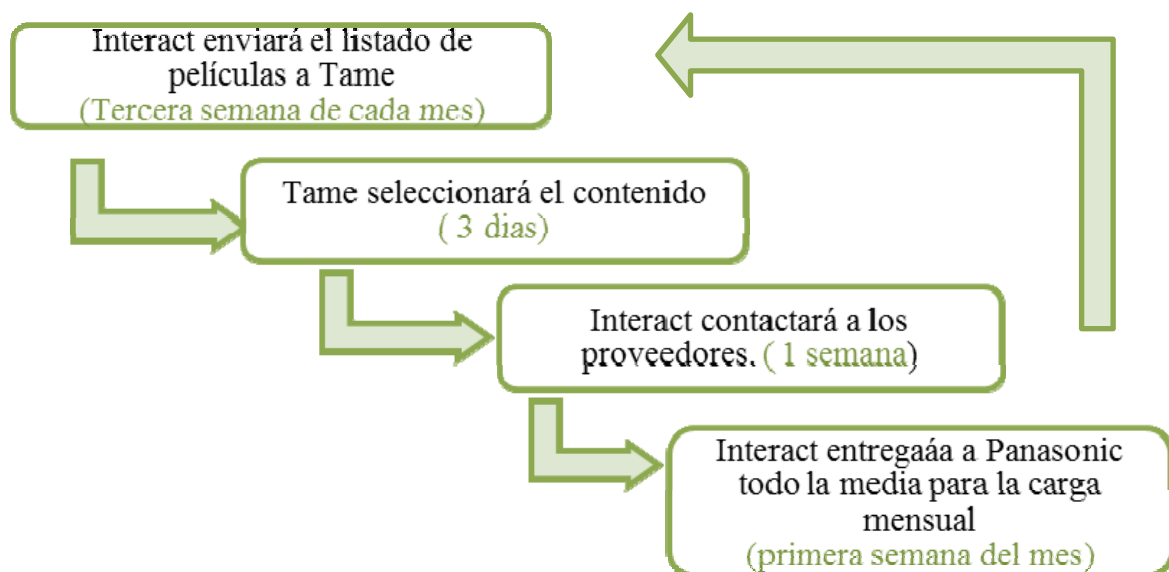 Interact enviará el listado de
películas a Tame
(Tercera semana de cada mes)
Tame seleccionará el contenido
( 3 dias)
Interact contactará a los
proveedores. ( 1 semana)
Interact entregaáa a Panasonic
todo la media para la carga
mensual
(primera semana del mes)